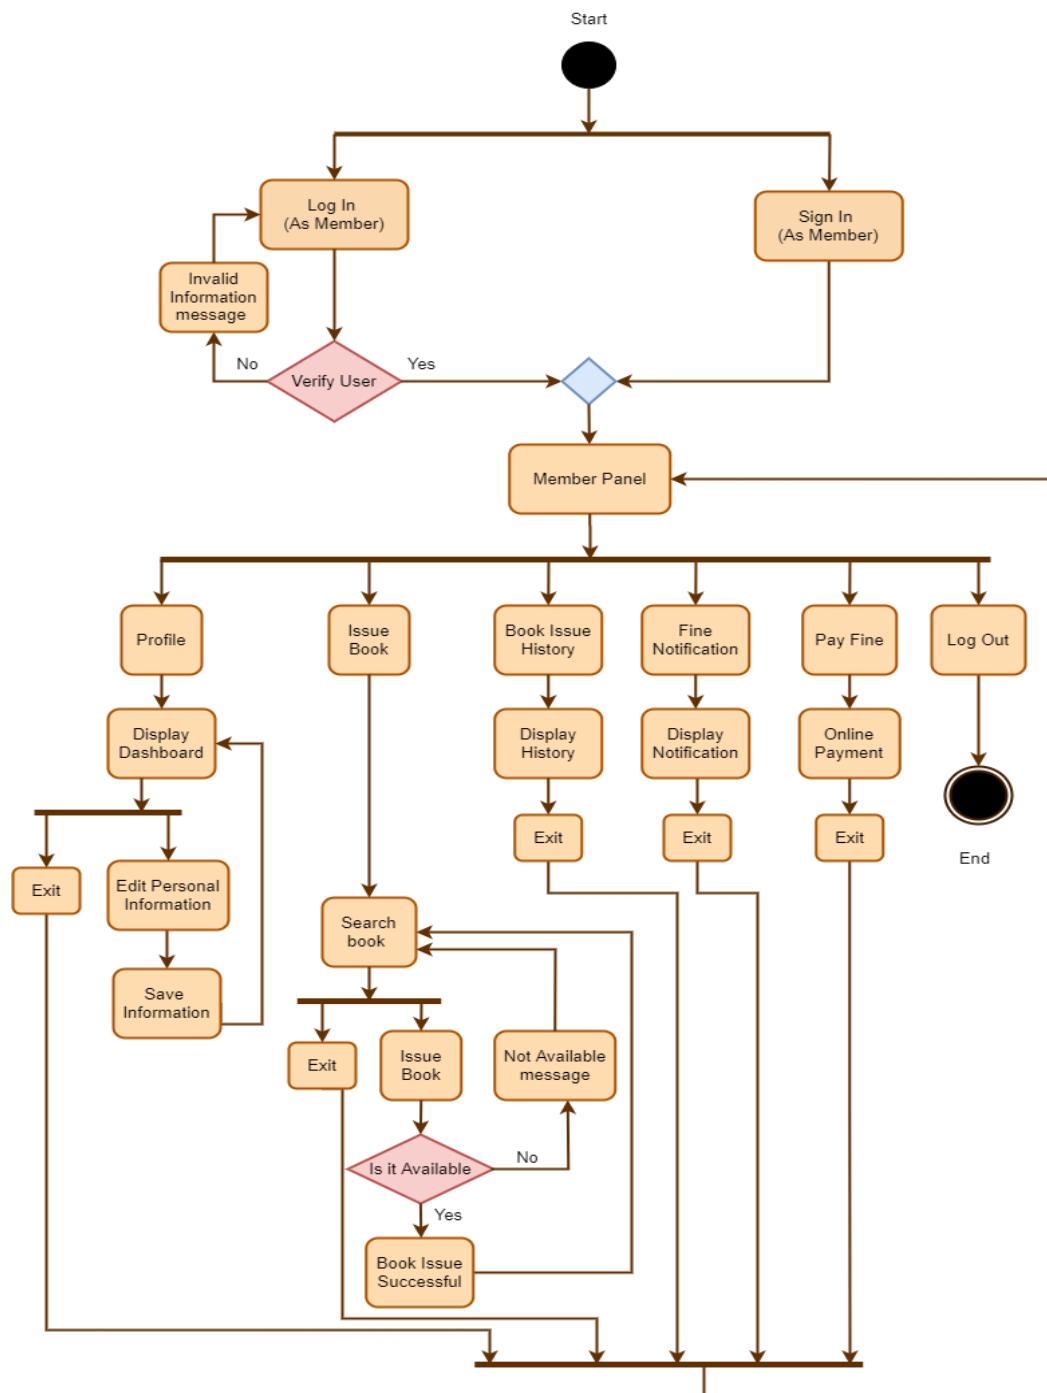 Start
Log In
(As Member)
Sign In
(As Member)
Invalid
Information
message
No
Yes
Verify User
Member Panel
Profile
Issue
Book
Book Issue
History
Fine
Notification
Pay Fine
Log Out
Display
Dashboard
Display
History
Display
Notification
Online
Payment
Exit
Exit
Exit
End
Exit
Edit Personal
Information
Search
book
Save
Information
Exit
Issue
Book
Not Available
message
Is it Available
No
Yes
Book Issue
Successful